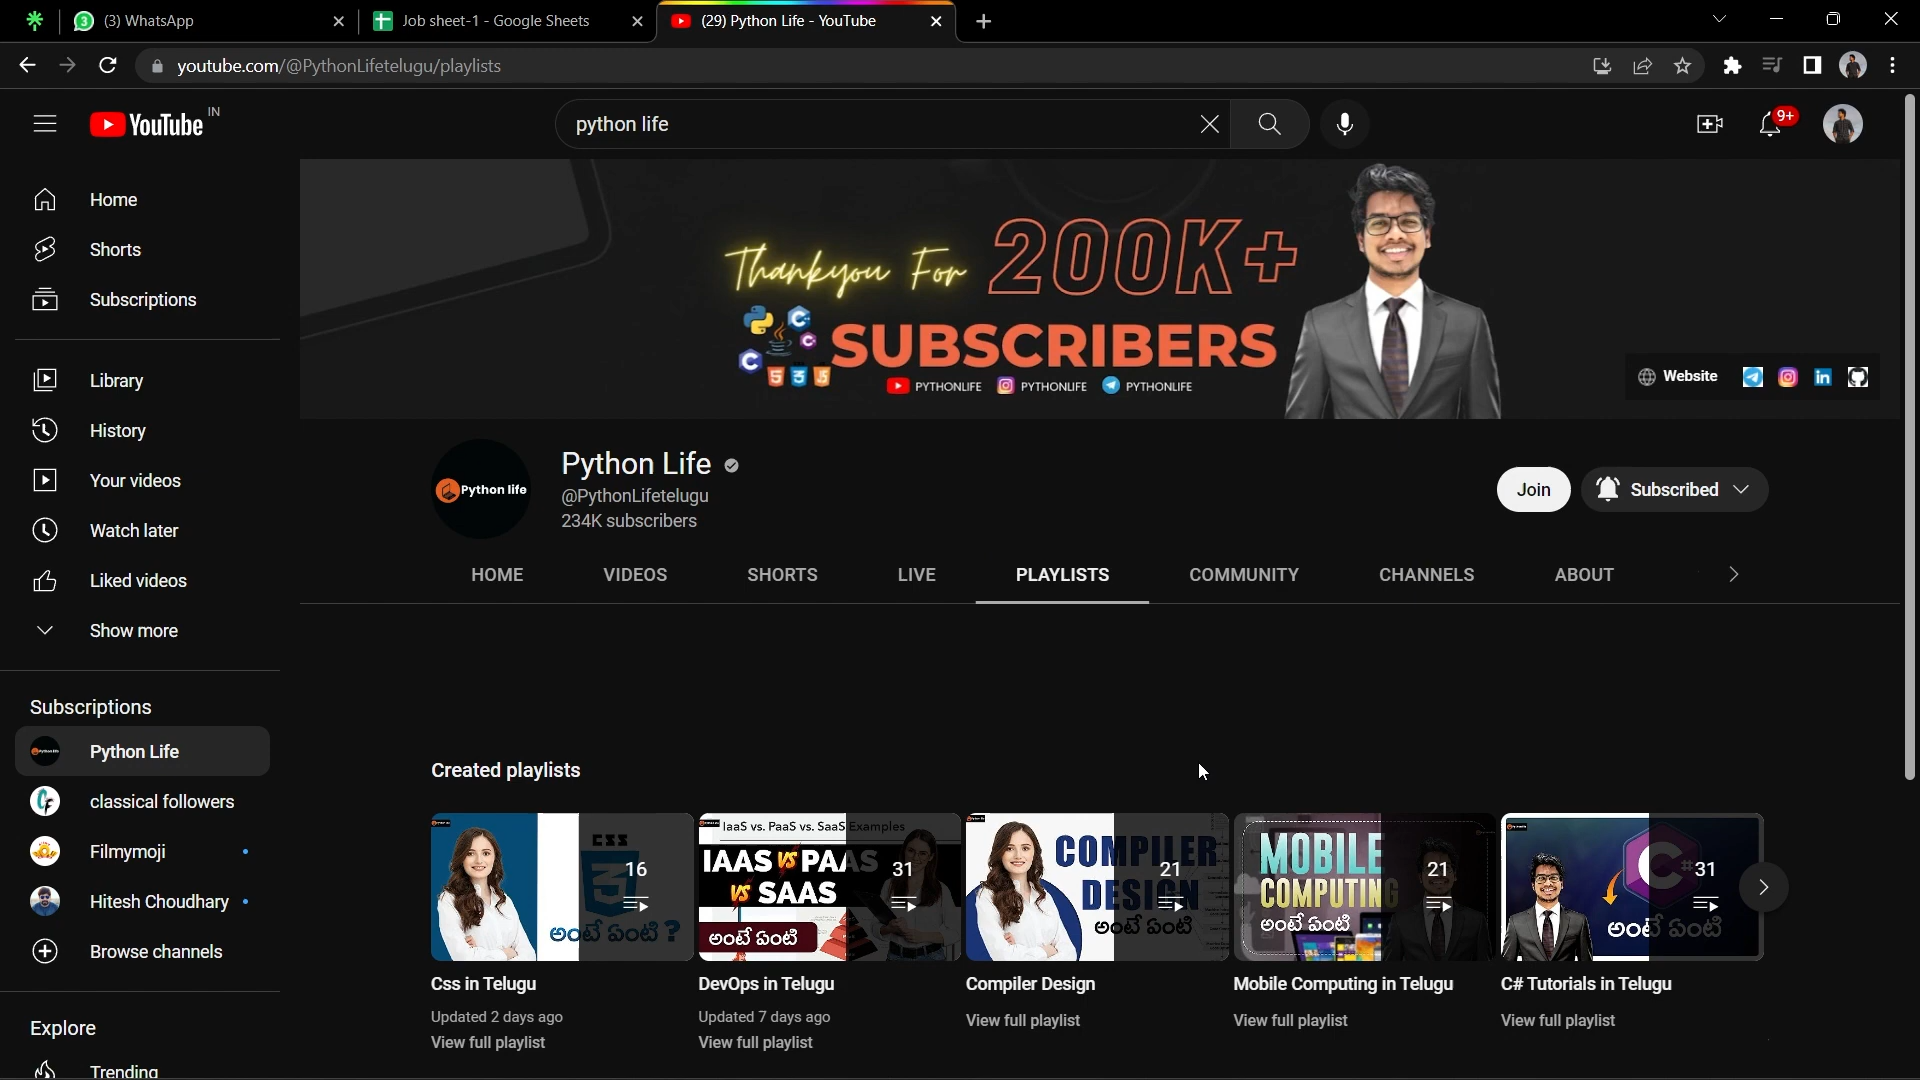 (3) WhatsApp
Job sheet-1 - Google Sheets
(29) Python Life - YouTube
youtube.com/@PythonLifetelugu/playlists
YouTube IN
python life
9+
Home
Shorts
Subscriptions
Library
History
Your videos
Watch later
Liked videos
Show more
Subscriptions
Python Life
classical followers
Filmymoji
Hitesh Choudhary
Browse channels
Explore
Trending
Thankyou For 200K+
SUBSCRIBERS
PYTHONLIFE PYTHONLIFE PYTHONLIFE
Website
Python life
Python Life
@PythonLifetelugu
234K subscribers
Join
Subscribed
HOME VIDEOS SHORTS LIVE PLAYLISTS COMMUNITY CHANNELS ABOUT
Created playlists
CSS
16
అంటే ఏంటి ?
Css in Telugu
Updated 2 days ago
View full playlist
IaaS vs. PaaS vs. SaaS Examples
IAAS VS PAAS
VS SAAS
31
అంటే ఏంటి
DevOps in Telugu
Updated 7 days ago
View full playlist
COMPILER
DESIGN
21
అంటే ఏంటి
Compiler Design
View full playlist
MOBILE
COMPUTING
21
అంటే ఏంటి
Mobile Computing in Telugu
View full playlist
C#
31
అంటే ఏంటి
C# Tutorials in Telugu
View full playlist